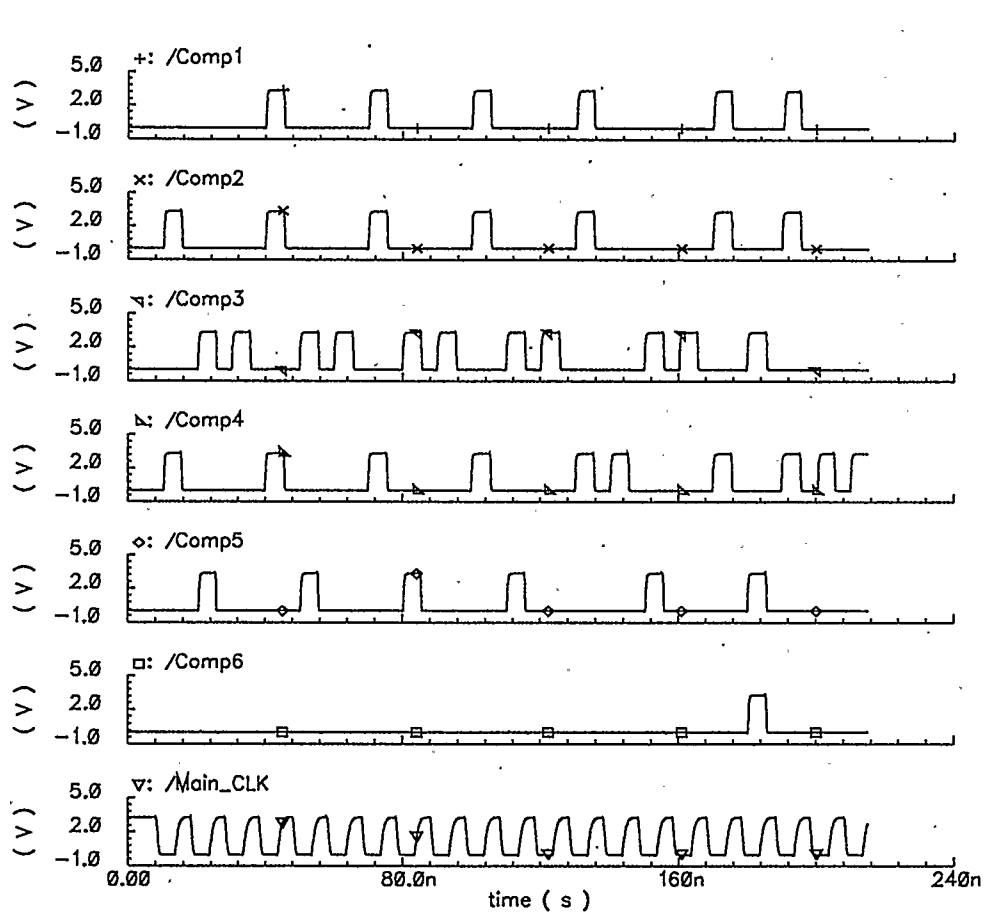 +: /Comp1
5.0
2.0
-1.0
( V )
×: /Comp2
5.0
2.0
-1.0
( V )
: /Comp3
5.0
2.0
-1.0
( V )
: /Comp4
5.0
2.0
-1.0
( V )
◇: /Comp5
5.0
2.0
-1.0
( V )
□: /Comp6
5.0
2.0
-1.0
( V )
▽: /Main_CLK
5.0
2.0
-1.0
( V )
0.00 80.0n 160n 240n
time ( s )